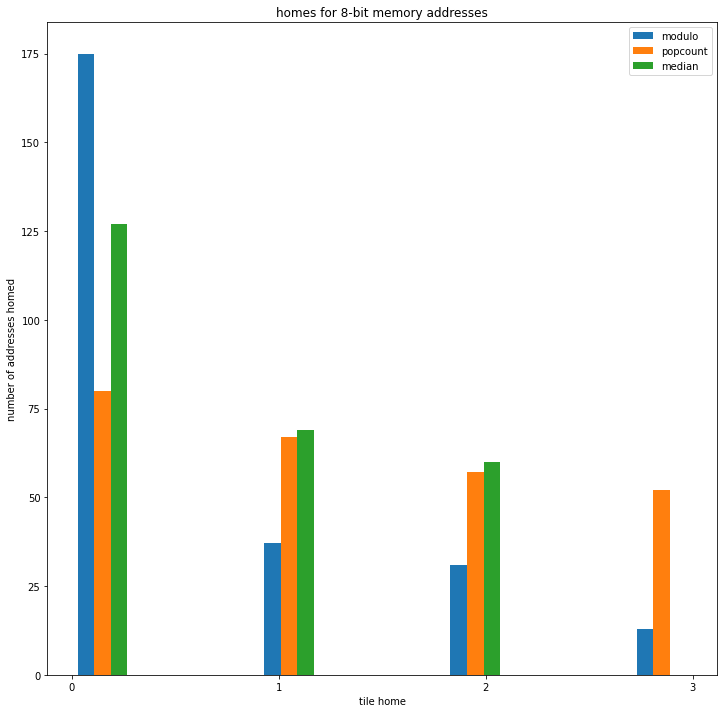 homes for 8-bit memory addresses
modulo
popcount
median
number of addresses homed
175
150
125
100
75
50
25
0
0 1 2 3
tile home